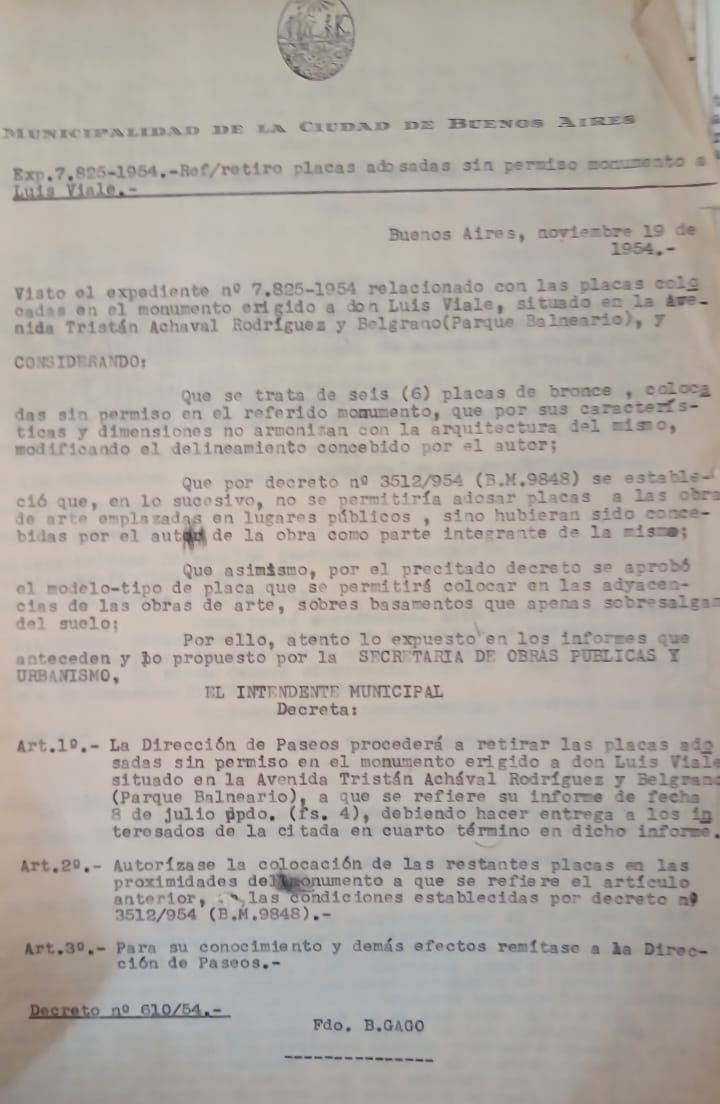 MUNICIPALIDAD DE LA CIUDAD DE BUENOS AIRES
Exp.7.825-1954.-Ref/retiro placas adosadas sin permiso monumento a
Luis Viale.-
Buenos Aires, noviembre 19 de
1954.-
Visto el expediente nº 7.825-1954 relacionado con las placas colo
cadas en el monumento erigido a don Luis Viale, situado en la Ave-
nida Tristán Achaval Rodríguez y Belgrano(Parque Balneario), y
CONSIDERANDO:
Que se trata de seis (6) placas de bronce , coloca
das sin permiso en el referido monumento, que por sus caracterís-
ticas y dimensiones no armonizan con la arquitectura del mismo,
modificando el delineamiento concebido por el autor;
Que por decreto nº 3512/954 (B.M.9848) se estable-
ció que, en lo sucesivo, no se permitiría adosar placas a las obra
de arte emplazadas en lugares públicos , sino hubieran sido conce-
bidas por el autor de la obra como parte integrante de la misma;
Que asimismo, por el precitado decreto se aprobó
el modelo-tipo de placa que se permitirá colocar en las adyacen-
cias de las obras de arte, sobres basamentos que apenas sobresalgan
del suelo;
Por ello, atento lo expuesto en los informes que
anteceden y lo propuesto por la SECRETARIA DE OBRAS PUBLICAS Y
URBANISMO,
EL INTENDENTE MUNICIPAL
Decreta:
Art.1º.- La Dirección de Paseos procederá a retirar las placas ado
sadas sin permiso en el monumento erigido a don Luis Viale
situado en la Avenida Tristán Achával Rodríguez y Belgrano
(Parque Balneario), a que se refiere su informe de fecha
8 de julio ppdo. (fs. 4), debiendo hacer entrega a los in
teresados de la citada en cuarto término en dicho informe.
Art.2º.- Autorízase la colocación de las restantes placas en las
proximidades del monumento a que se refiere el artículo
anterior, las condiciones establecidas por decreto nº
3512/954 (B.M.9848).-
Art.3º.- Para su conocimiento y demás efectos remítase a la Direc-
ción de Paseos.-
Decreto nº 610/54.-
Fdo. B.GAGO
---------------